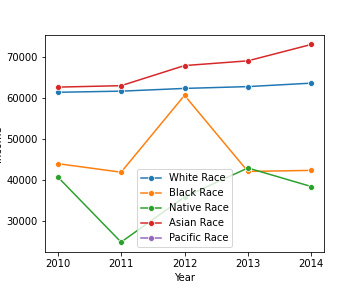 70000
60000
50000
40000
30000
White Race
Black Race
Native Race
Asian Race
Pacific Race
2010 2011 2012 2013 2014
Year